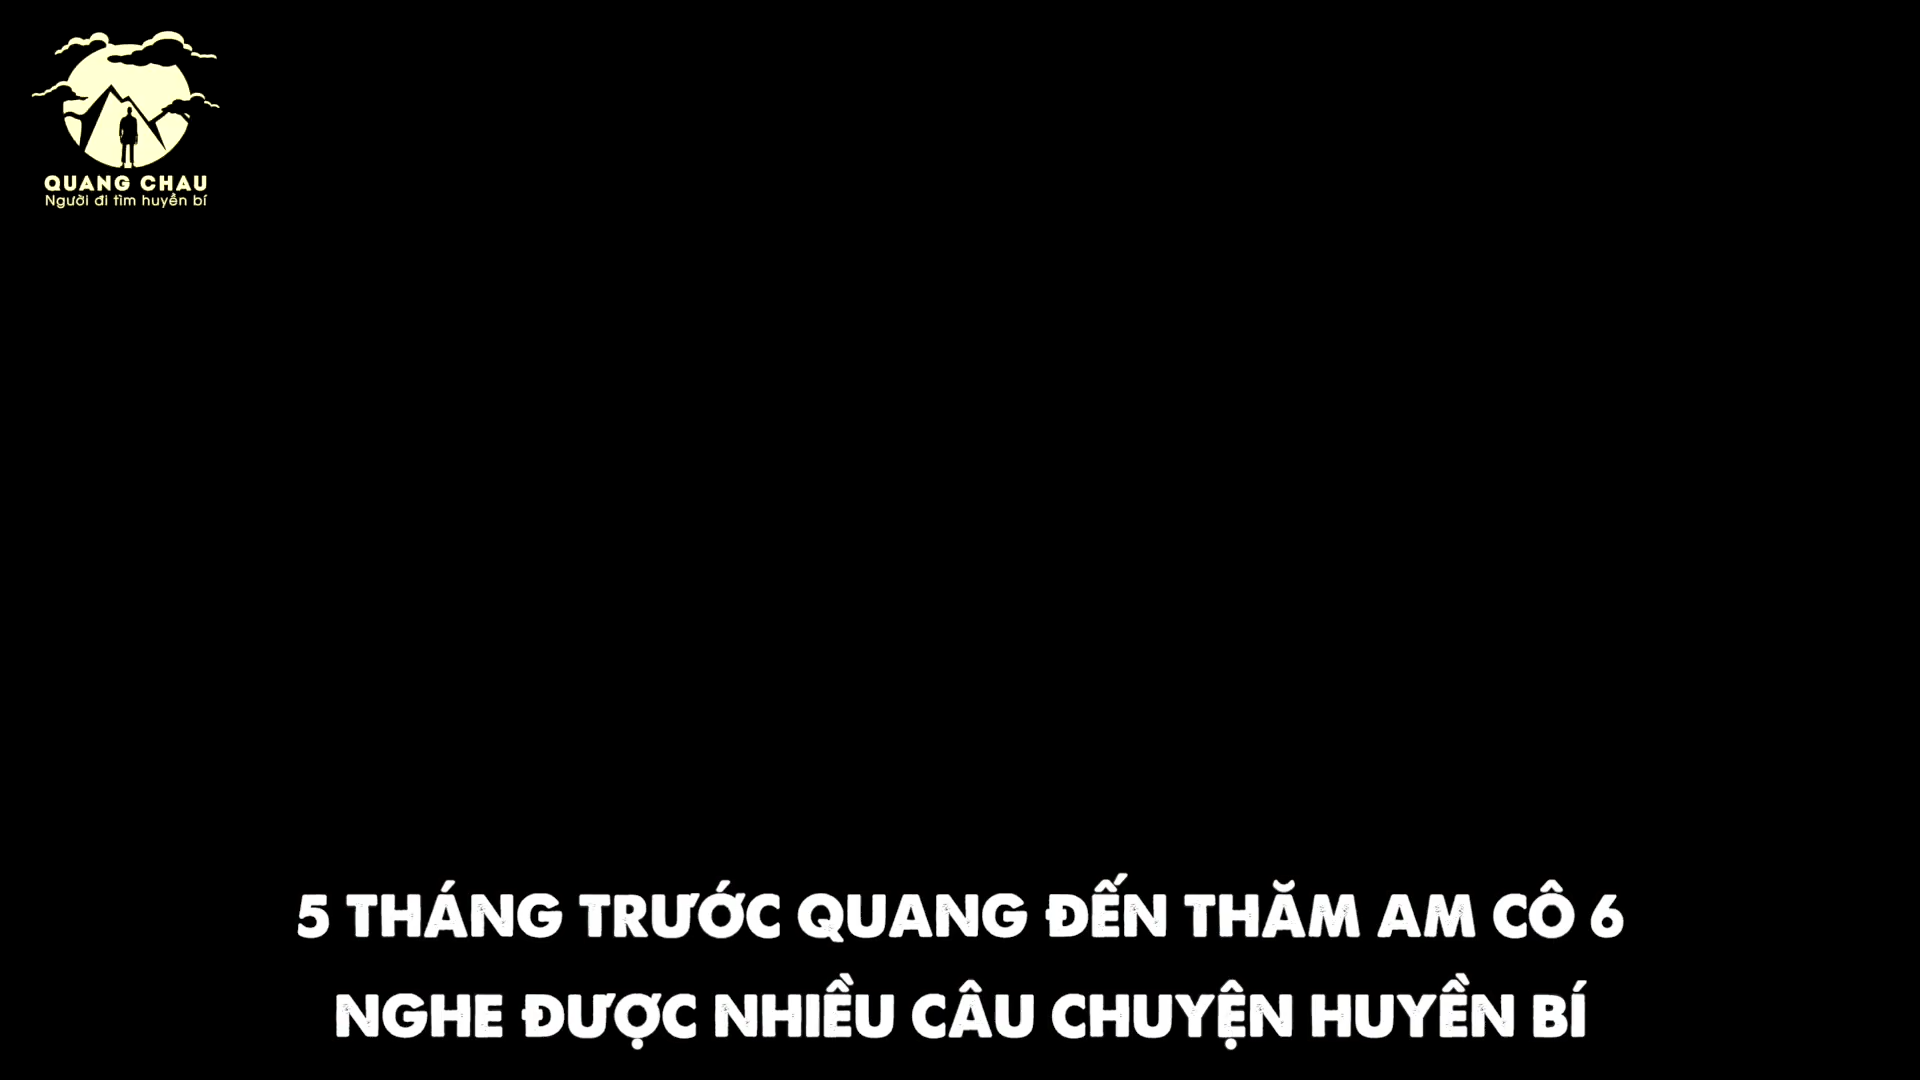 QUANG CHAU
Người đi tìm huyền bí
5 THÁNG TRƯỚC QUANG ĐẾN THĂM AM CÔ 6
NGHE ĐƯỢC NHIỀU CÂU CHUYỆN HUYỀN BÍ